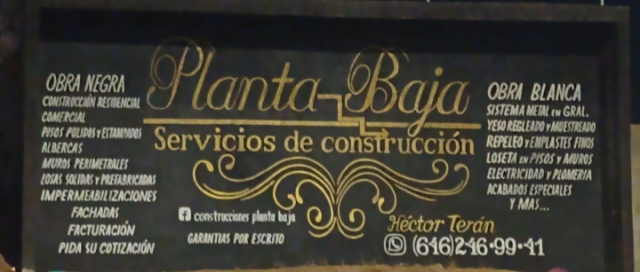 OBRA NEGRA
CONSTRUCCIÓN RESIDENCIAL
COMERCIAL
PISOS PULIDOS Y ESTAMPADOS
ALBERCAS
MUROS PERIMETRALES
LOSAS SOLIDAS Y PREFABRICADAS
IMPERMEABILIZACIONES
FACHADAS
FACTURACIÓN
PIDA SU COTIZACIÓN
Planta Baja
Servicios de construcción
construcciones planta baja
GARANTIAS POR ESCRITO
Héctor Terán
(646)246-99-41
OBRA BLANCA
SISTEMA METAL EN GRAL.
YESO REGLEADO Y MUESTREADO
REPELEO Y EMPLASTES FINOS
LOSETA EN PISOS Y MUROS
ELECTRICIDAD Y PLOMERIA
ACABADOS ESPECIALES
Y MAS...